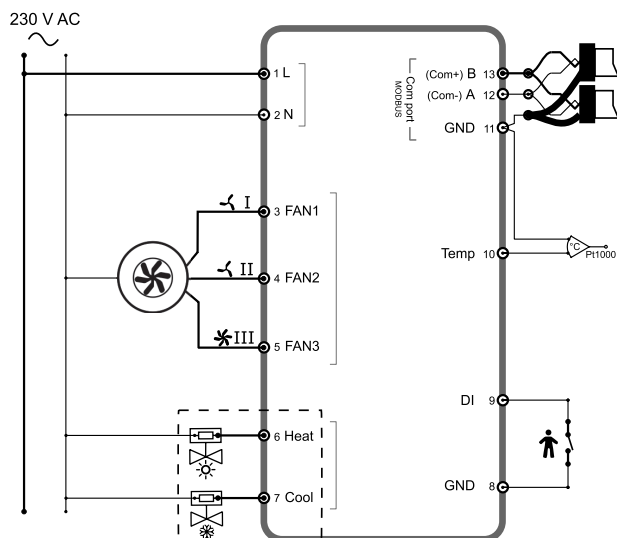 230 V AC
1 L
2 N
I
3 FAN1
II
4 FAN2
III
5 FAN3
6 Heat
7 Cool
(Com+) B 13
(Com-) A 12
Com port
MODBUS
GND 11
°C
Pt1000
Temp 10
DI 9
GND 8